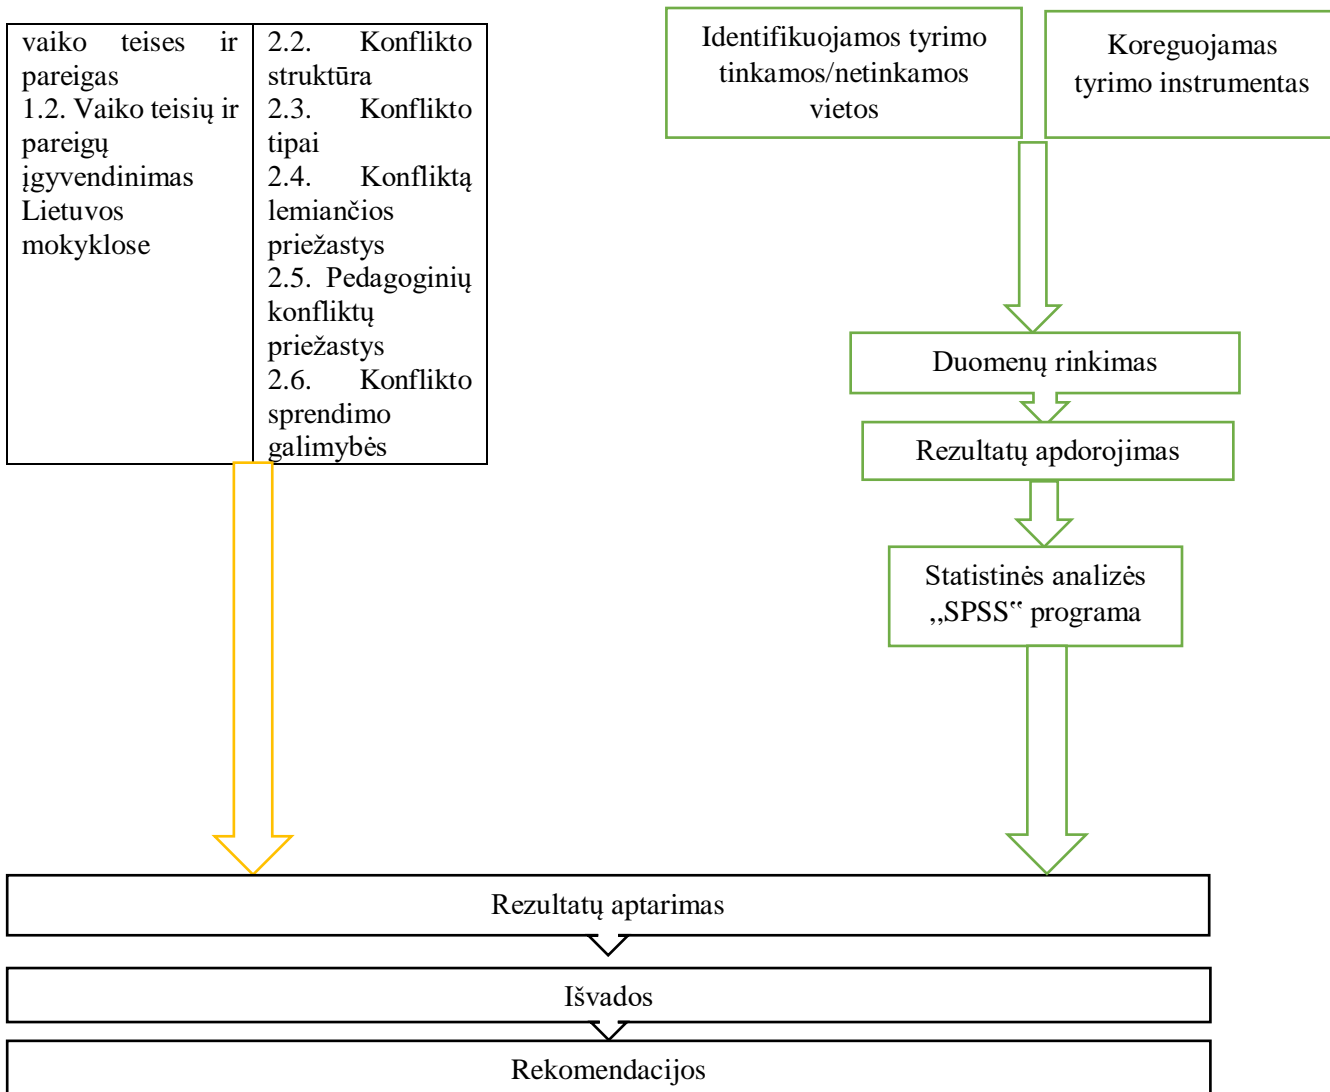 vaiko teises ir
pareigas
1.2. Vaiko teisių ir
pareigų
įgyvendinimas
Lietuvos
mokyklose
2.2. Konflikto
struktūra
2.3. Konflikto
tipai
2.4. Konfliktą
lemiančios
priežastys
2.5. Pedagoginių
konfliktų
priežastys
2.6. Konflikto
sprendimo
galimybės
Identifikuojamos tyrimo
tinkamos/netinkamos
vietos
Koreguojamas
tyrimo instrumentas
Duomenų rinkimas
Rezultatų apdorojimas
Statistinės analizės
,,SPSS“ programa
Rezultatų aptarimas
Išvados
Rekomendacijos